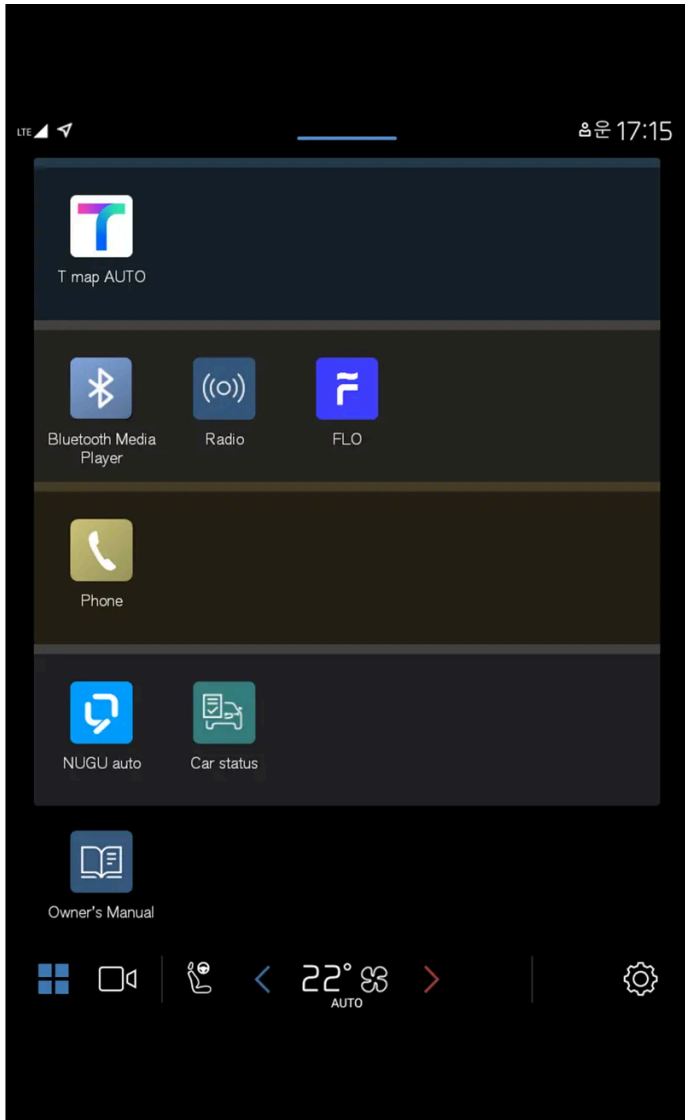 LTE 운 17:15
T map AUTO
Bluetooth Media
Player
Radio
FLO
Phone
NUGU auto
Car status
Owner's Manual
22°
AUTO